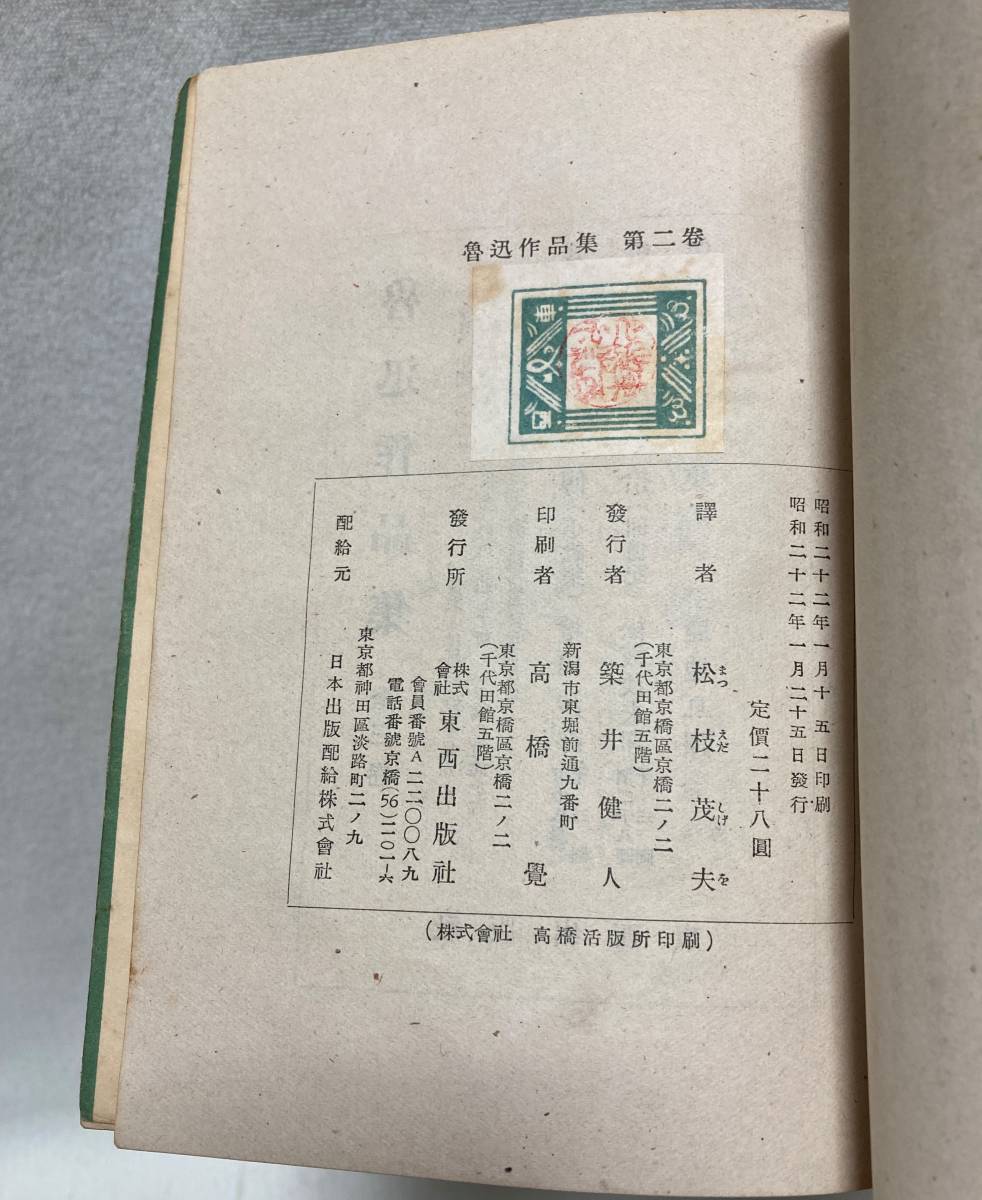 魯迅作品集 第二卷
昭和二十二年一月十五日印刷
昭和二十二年一月二十五日發行
定價二十八圓
譯者 松枝茂夫
まつ えだ しげ を
東京都京橋區京橋二ノ二
(千代田館五階)
發行者 築井健人
新潟市東堀前通九番町
印刷者 高橋覺
東京都京橋區京橋二ノ二
(千代田館五階)
發行所 株式會社 東西出版社
會員番號A二二〇〇八九
電話番號京橋(56)二一〇一-六
東京都神田區淡路町二ノ九
配給元 日本出版配給株式會社
(株式會社 高橋活版所印刷)